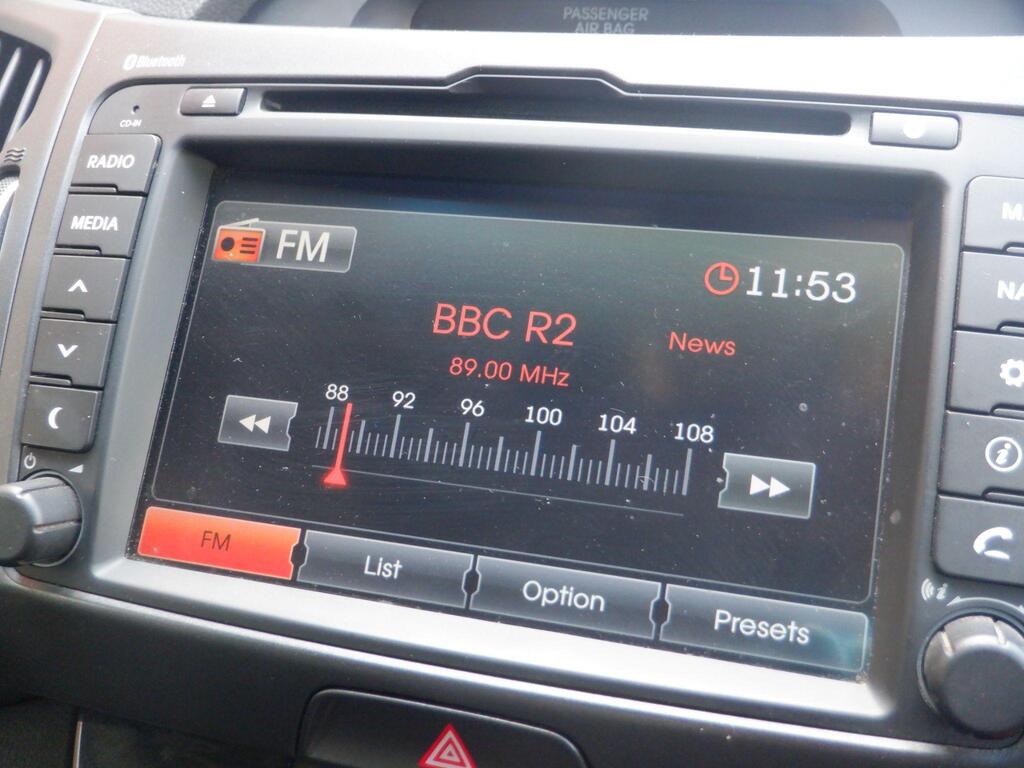 PASSENGER
AIR BAG
Bluetooth
CD-IN
RADIO
MEDIA
FM
11:53
BBC R2
News
89.00 MHz
88 92 96 100 104 108
FM List Option Presets